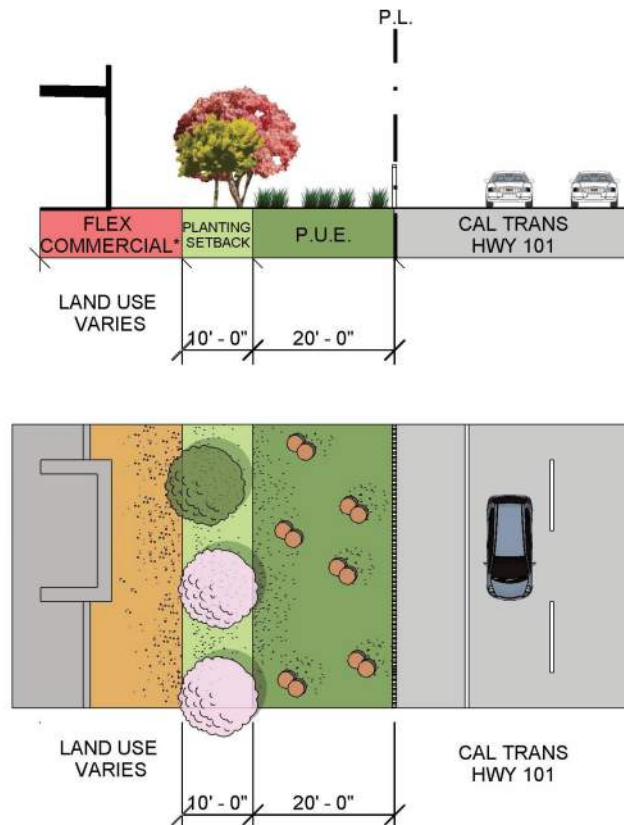 P.L.
FLEX
COMMERCIAL*
PLANTING
SETBACK
P.U.E.
CAL TRANS
HWY 101
LAND USE
VARIES
10' - 0"
20' - 0"
LAND USE
VARIES
CAL TRANS
HWY 101
10' - 0"
20' - 0"